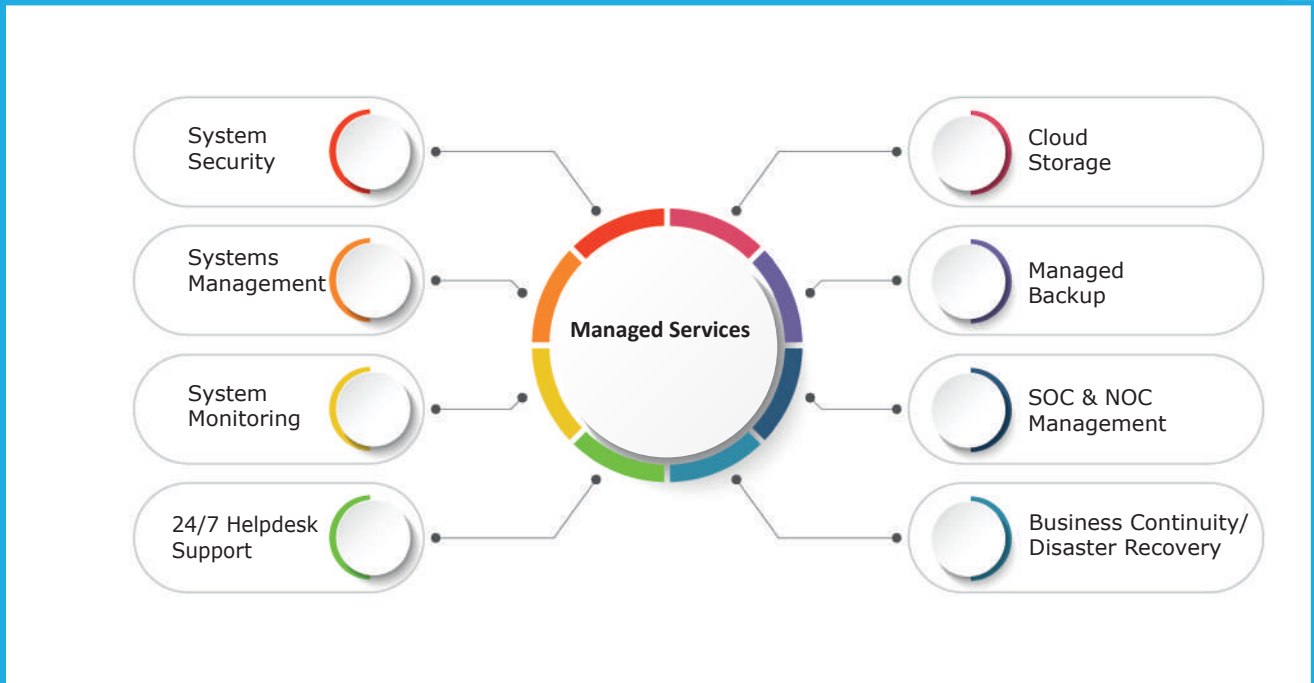 System
Security
Systems
Management
System
Monitoring
24/7 Helpdesk
Support
Managed Services
Cloud
Storage
Managed
Backup
SOC & NOC
Management
Business Continuity/
Disaster Recovery